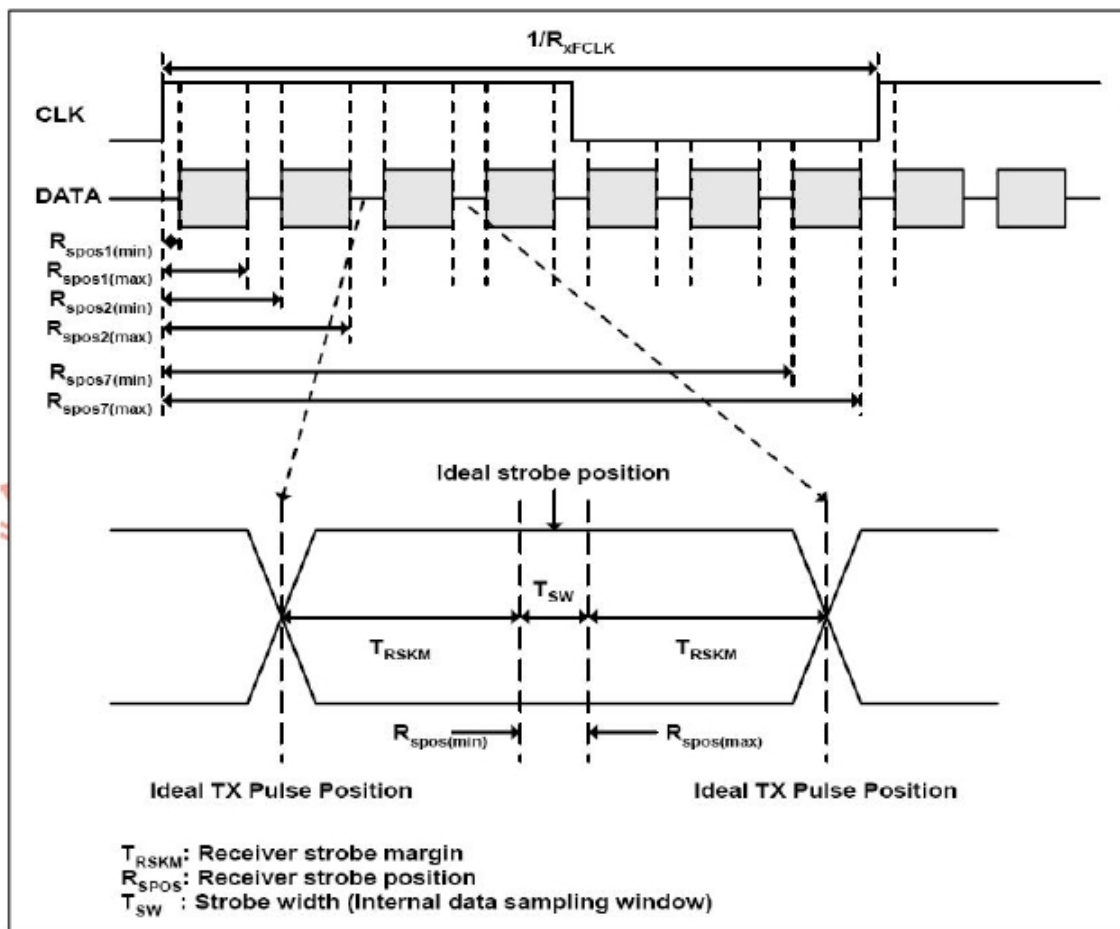 1/RxFCLK
CLK
DATA
Rspos1(min)
Rspos1(max)
Rspos2(min)
Rspos2(max)
Rspos7(min)
Rspos7(max)
Ideal strobe position
TSW
TRSKM
TRSKM
Rspos(min)
Rspos(max)
Ideal TX Pulse Position
Ideal TX Pulse Position
TRSKM: Receiver strobe margin
RSPOS: Receiver strobe position
TSW : Strobe width (Internal data sampling window)